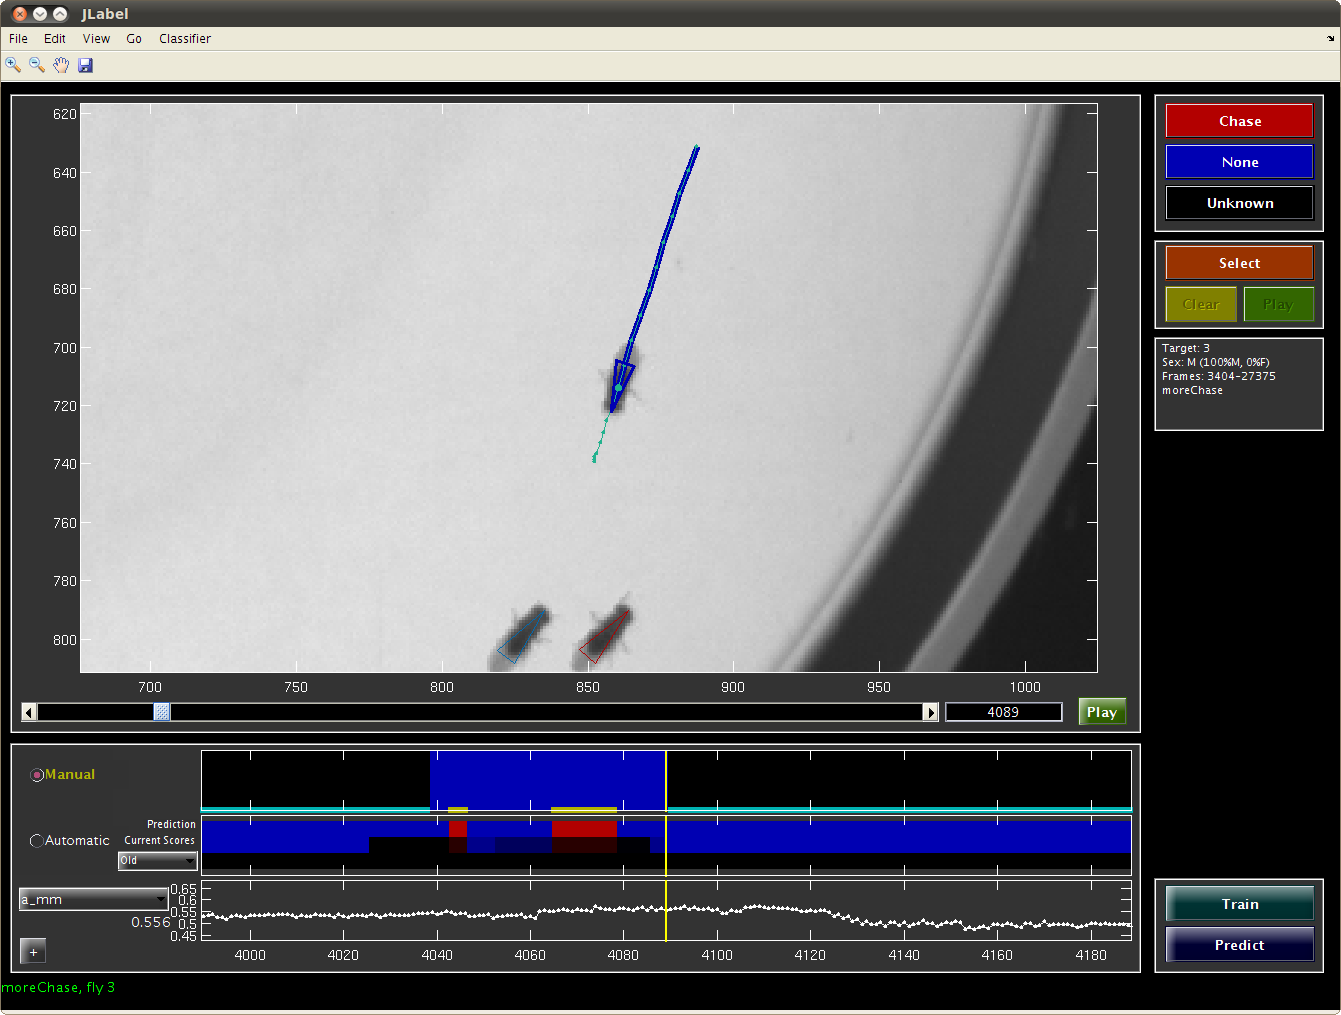 JLabel
File Edit View Go Classifier
620
640
660
680
700
720
740
760
780
800
700 750 800 850 900 950 1000
4089
Play
Chase
None
Unknown
Select
Clear Play
Target: 3
Sex: M (100%M, 0%F)
Frames: 3404-27375
moreChase
Manual
Prediction
Automatic Current Scores
Old
a_mm
0.556
0.65
0.6
0.55
0.5
0.45
+
4000 4020 4040 4060 4080 4100 4120 4140 4160 4180
Train
Predict
moreChase, fly 3